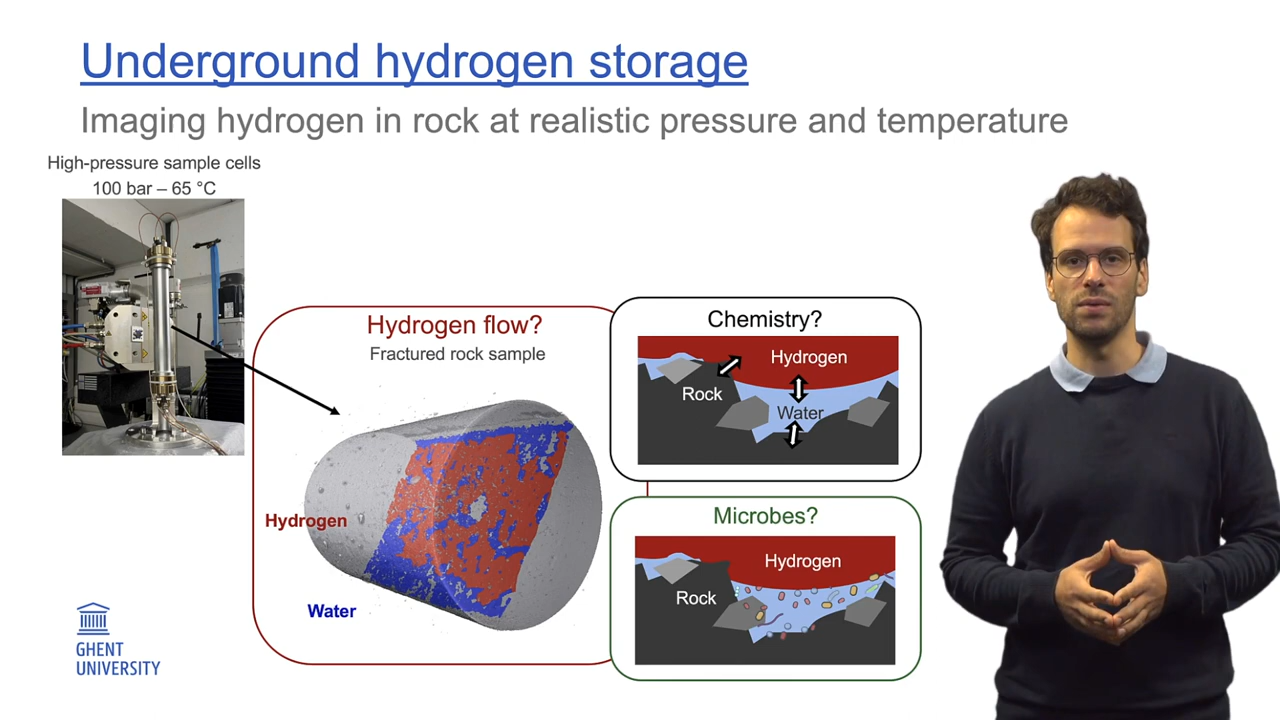 Underground hydrogen storage
Imaging hydrogen in rock at realistic pressure and temperature
High-pressure sample cells
100 bar – 65 °C
Hydrogen flow?
Fractured rock sample
Hydrogen
Water
Chemistry?
Hydrogen
Rock
Water
Microbes?
Hydrogen
Rock
GHENT
UNIVERSITY